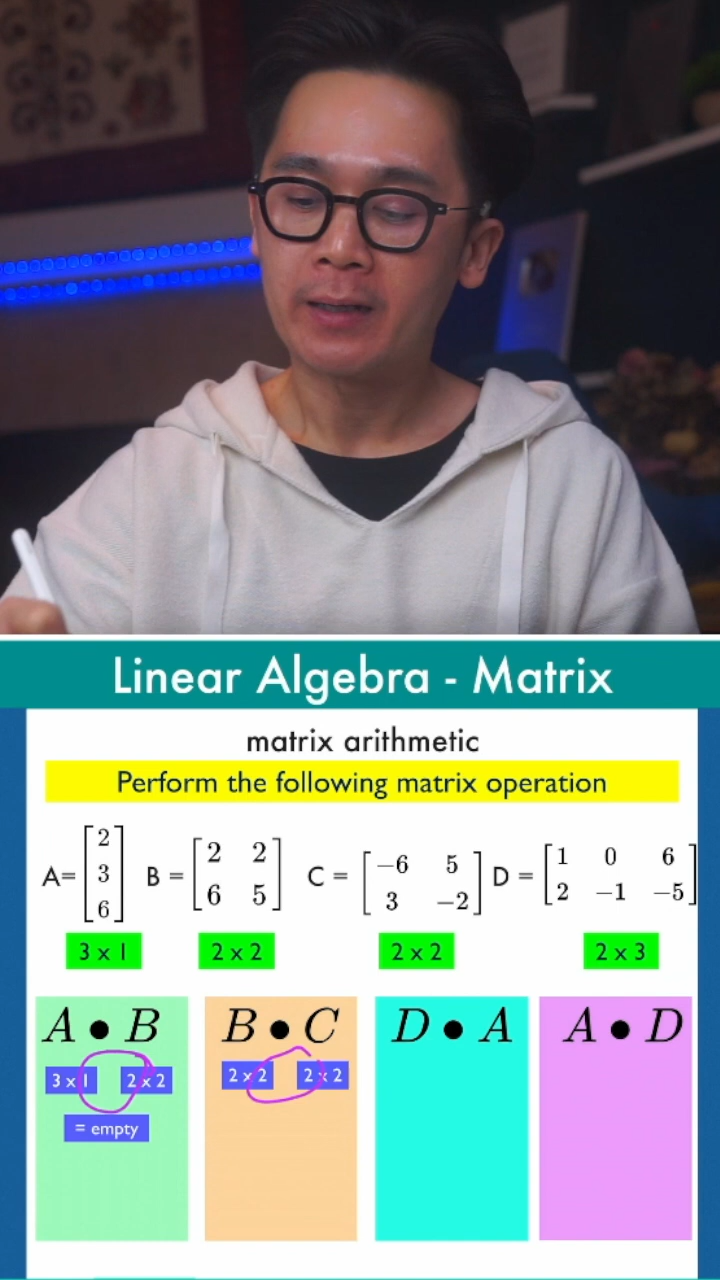 Linear Algebra - Matrix
matrix arithmetic
Perform the following matrix operation
A= [2 3 6] B = [2 2 6 5] C = [-6 5 3 -2] D = [1 0 6 2 -1 -5]
3 x 1 2 x 2 2 x 2 2 x 3
A • B B • C D • A A • D
3 x 1 2 x 2 2 x 2 2 x 2
= empty